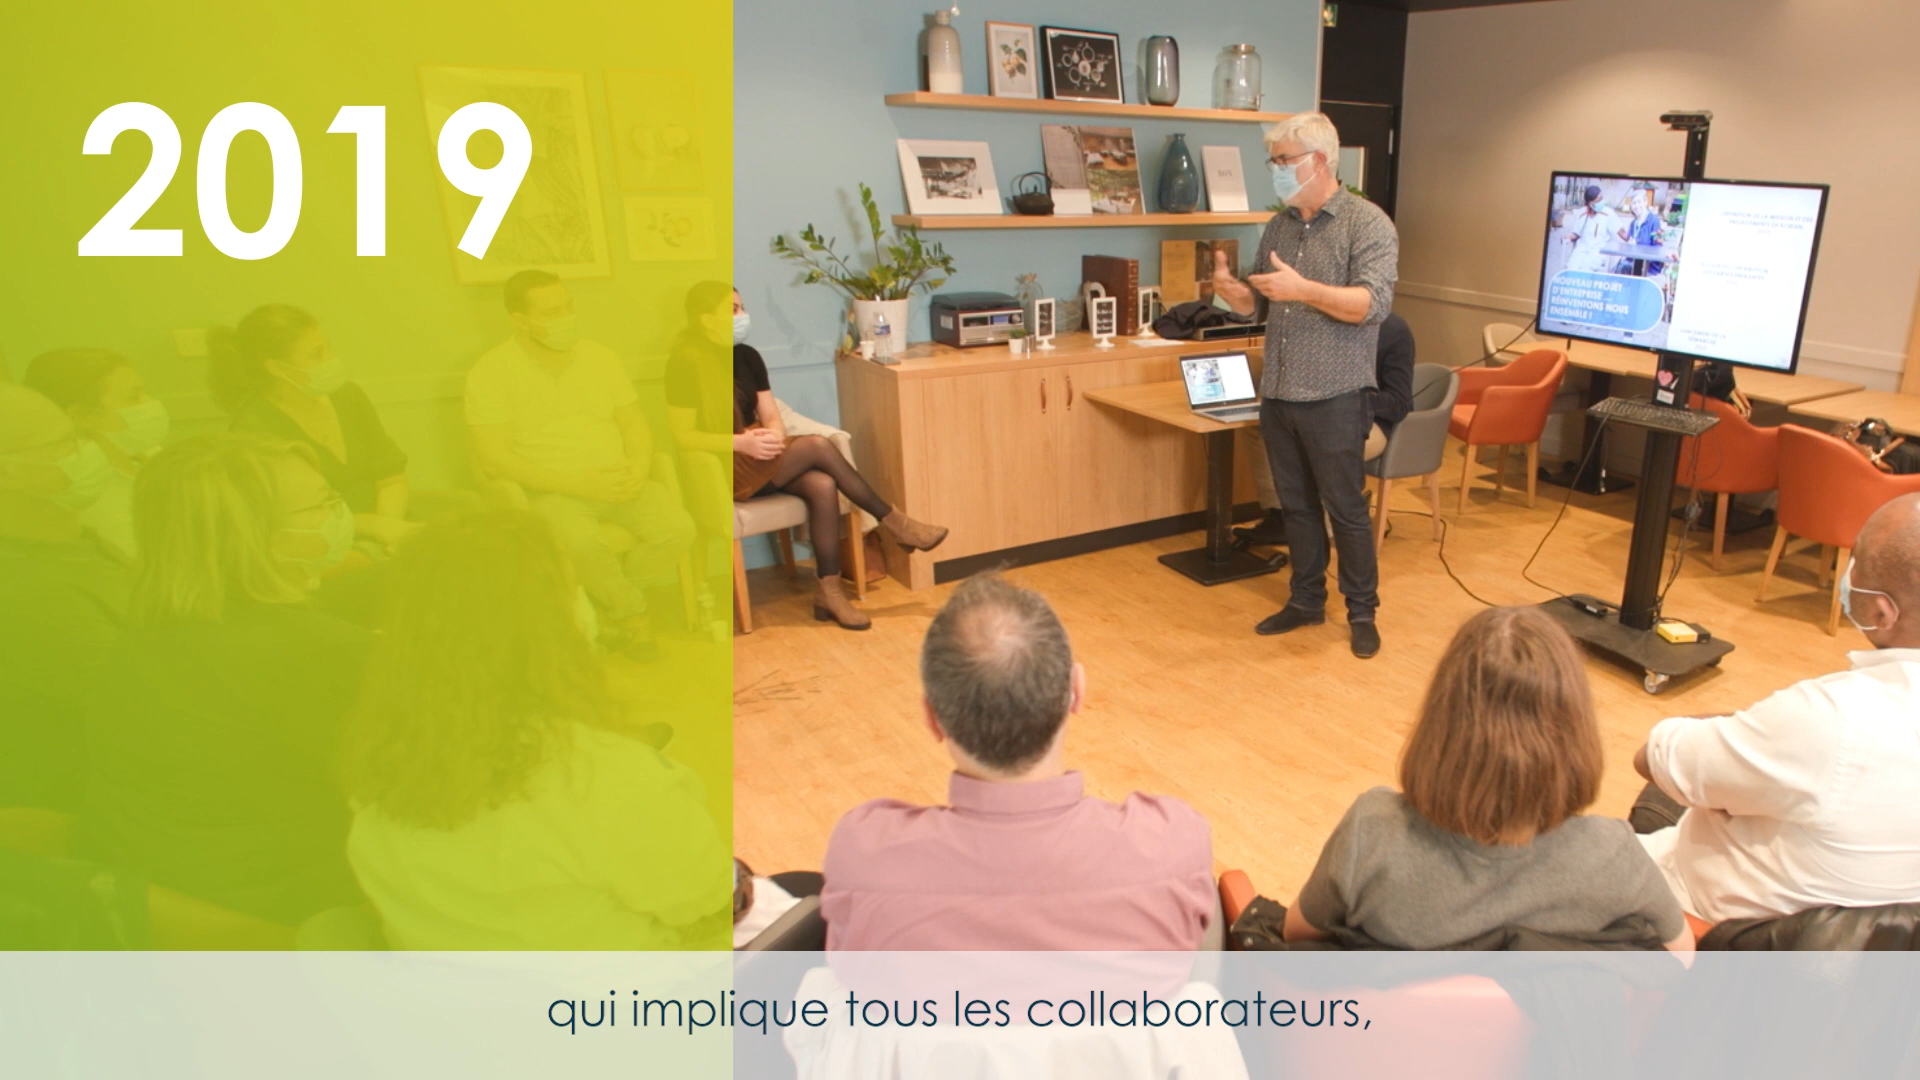 2019
NOUVEAU PROJET
D'ENTREPRISE
RÉINVENTONS NOUS
ENSEMBLE !
qui implique tous les collaborateurs,